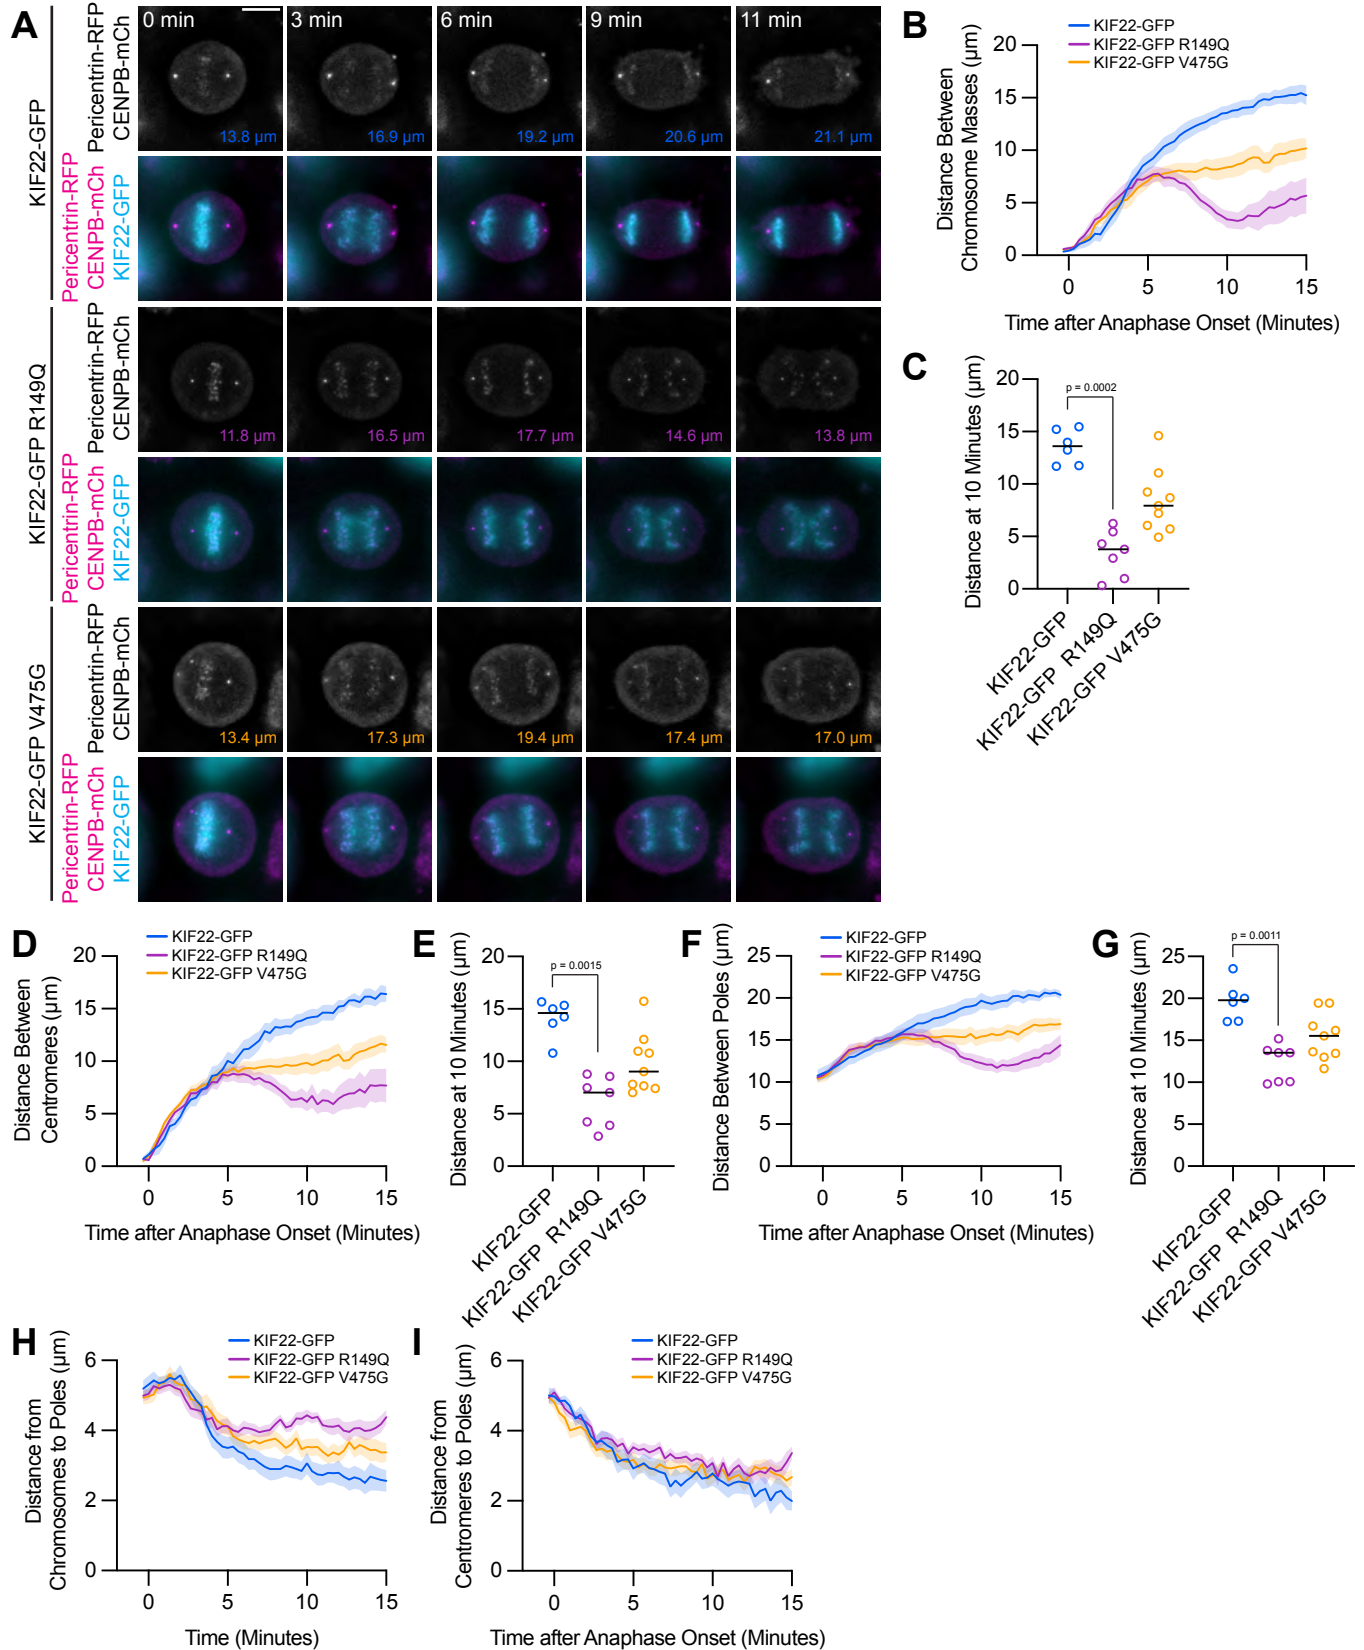 A
0 min
3 min
6 min
9 min
11 min
KIF22-GFP
Pericentrin-RFP
CENPB-mCh
13.8 µm
16.9 µm
19.2 µm
20.6 µm
21.1 µm
Pericentrin-RFP
CENPB-mCh
KIF22-GFP
KIF22-GFP R149Q
Pericentrin-RFP
CENPB-mCh
11.8 µm
16.5 µm
17.7 µm
14.6 µm
13.8 µm
Pericentrin-RFP
CENPB-mCh
KIF22-GFP
KIF22-GFP V475G
Pericentrin-RFP
CENPB-mCh
13.4 µm
17.3 µm
19.4 µm
17.4 µm
17.0 µm
Pericentrin-RFP
CENPB-mCh
KIF22-GFP
B
KIF22-GFP
KIF22-GFP R149Q
KIF22-GFP V475G
Distance Between
Chromosome Masses (µm)
20
15
10
5
0
0 5 10 15
Time after Anaphase Onset (Minutes)
C
Distance at 10 Minutes (µm)
20
15
10
5
0
p = 0.0002
KIF22-GFP
KIF22-GFP R149Q
KIF22-GFP V475G
D
KIF22-GFP
KIF22-GFP R149Q
KIF22-GFP V475G
Distance Between
Centromeres (µm)
20
15
10
5
0
0 5 10 15
Time after Anaphase Onset (Minutes)
E
Distance at 10 Minutes (µm)
20
15
10
5
0
p = 0.0015
KIF22-GFP
KIF22-GFP R149Q
KIF22-GFP V475G
F
KIF22-GFP
KIF22-GFP R149Q
KIF22-GFP V475G
Distance Between Poles (µm)
25
20
15
10
5
0
0 5 10 15
Time after Anaphase Onset (Minutes)
G
Distance at 10 Minutes (µm)
25
20
15
10
5
0
p = 0.0011
KIF22-GFP
KIF22-GFP R149Q
KIF22-GFP V475G
H
KIF22-GFP
KIF22-GFP R149Q
KIF22-GFP V475G
Distance from
Chromosomes to Poles (µm)
6
4
2
0
0 5 10 15
Time (Minutes)
I
KIF22-GFP
KIF22-GFP R149Q
KIF22-GFP V475G
Distance from
Centromeres to Poles (µm)
6
4
2
0
0 5 10 15
Time after Anaphase Onset (Minutes)